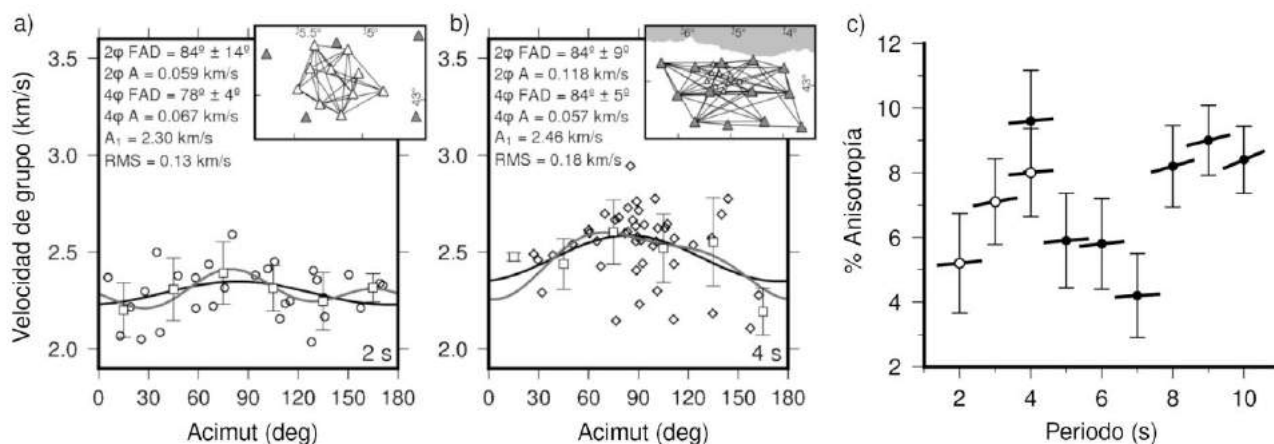 a)
2φ FAD = 84º ± 14º
2φ A = 0.059 km/s
4φ FAD = 78º ± 4º
4φ A = 0.067 km/s
A₁ = 2.30 km/s
RMS = 0.13 km/s
-5.5°
-5°
43°
Velocidad de grupo (km/s)
3.5
3.0
2.5
2.0
2 s
0
30
60
90
120
150
180
Acimut (deg)
b)
2φ FAD = 84º ± 9º
2φ A = 0.118 km/s
4φ FAD = 84º ± 5º
4φ A = 0.057 km/s
A₁ = 2.46 km/s
RMS = 0.18 km/s
-6°
-5°
-4°
43°
3.5
3.0
2.5
2.0
4 s
0
30
60
90
120
150
180
Acimut (deg)
c)
% Anisotropía
12
10
8
6
4
2
2
4
6
8
10
Periodo (s)